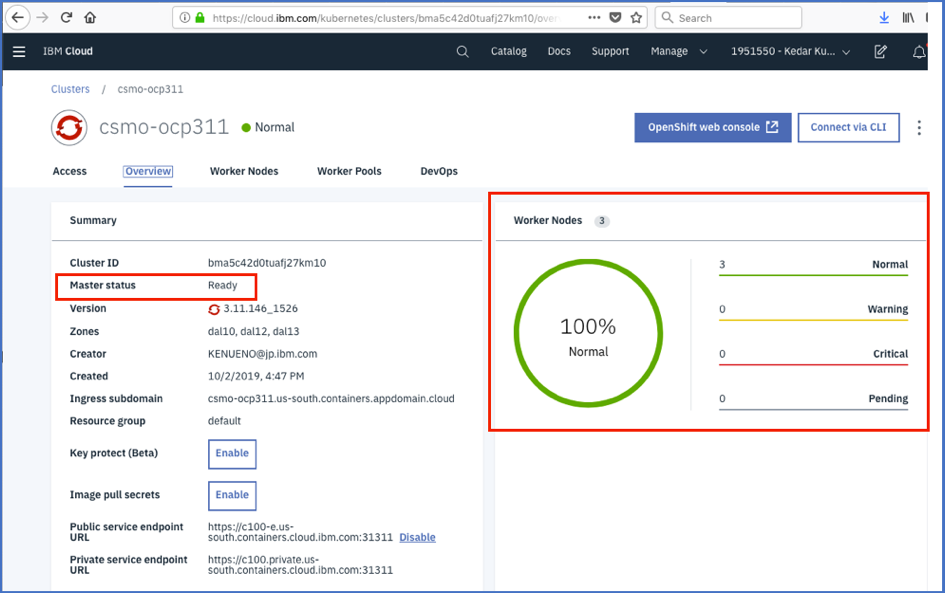 https://cloud.ibm.com/kubernetes/clusters/bma5c42d0tuafj27km10/over
Search
IBM Cloud
Catalog
Docs
Support
Manage
1951550 - Kedar Ku...
Clusters / csmo-ocp311
csmo-ocp311
Normal
OpenShift web console
Connect via CLI
Access
Overview
Worker Nodes
Worker Pools
DevOps
Summary
Cluster ID bma5c42d0tuafj27km10
Master status Ready
Version 3.11.146_1526
Zones dal10, dal12, dal13
Creator KENUENO@jp.ibm.com
Created 10/2/2019, 4:47 PM
Ingress subdomain csmo-ocp311.us-south.containers.appdomain.cloud
Resource group default
Key protect (Beta) Enable
Image pull secrets Enable
Public service endpoint https://c100-e.us-
URL south.containers.cloud.ibm.com:31311 Disable
Private service endpoint https://c100.private.us-
URL south.containers.cloud.ibm.com:31311
Worker Nodes 3
100%
Normal
3 Normal
0 Warning
0 Critical
0 Pending